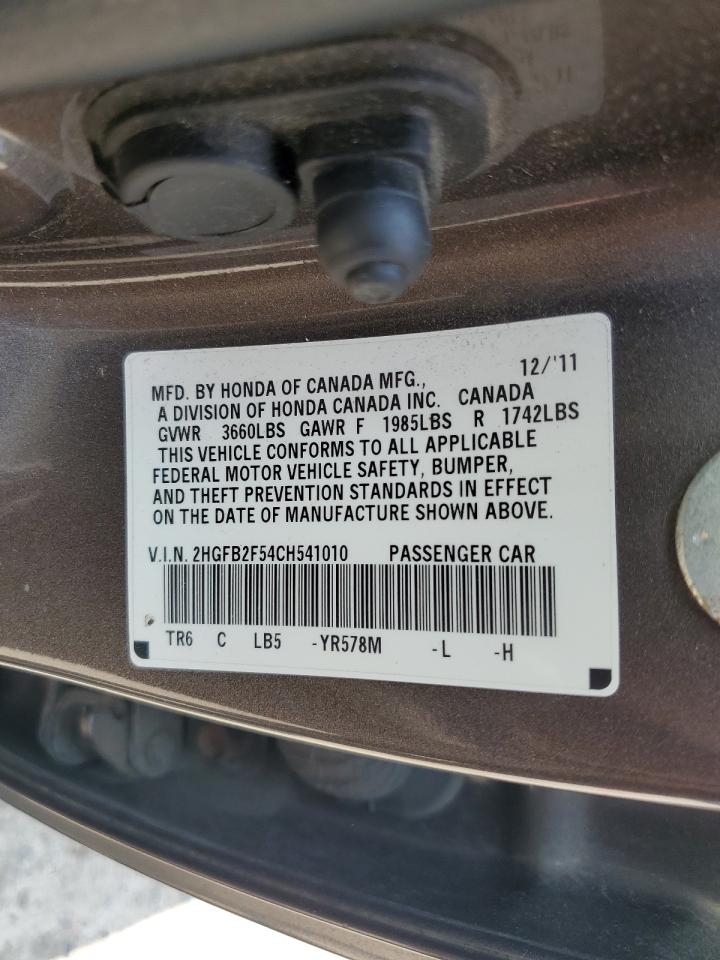 12/'11
MFD. BY HONDA OF CANADA MFG.,
A DIVISION OF HONDA CANADA INC. CANADA
GVWR 3660LBS GAWR F 1985LBS R 1742LBS
THIS VEHICLE CONFORMS TO ALL APPLICABLE
FEDERAL MOTOR VEHICLE SAFETY, BUMPER,
AND THEFT PREVENTION STANDARDS IN EFFECT
ON THE DATE OF MANUFACTURE SHOWN ABOVE.
V.I.N. 2HGFB2F54CH541010 PASSENGER CAR
TR6 C LB5 -YR578M -L -H